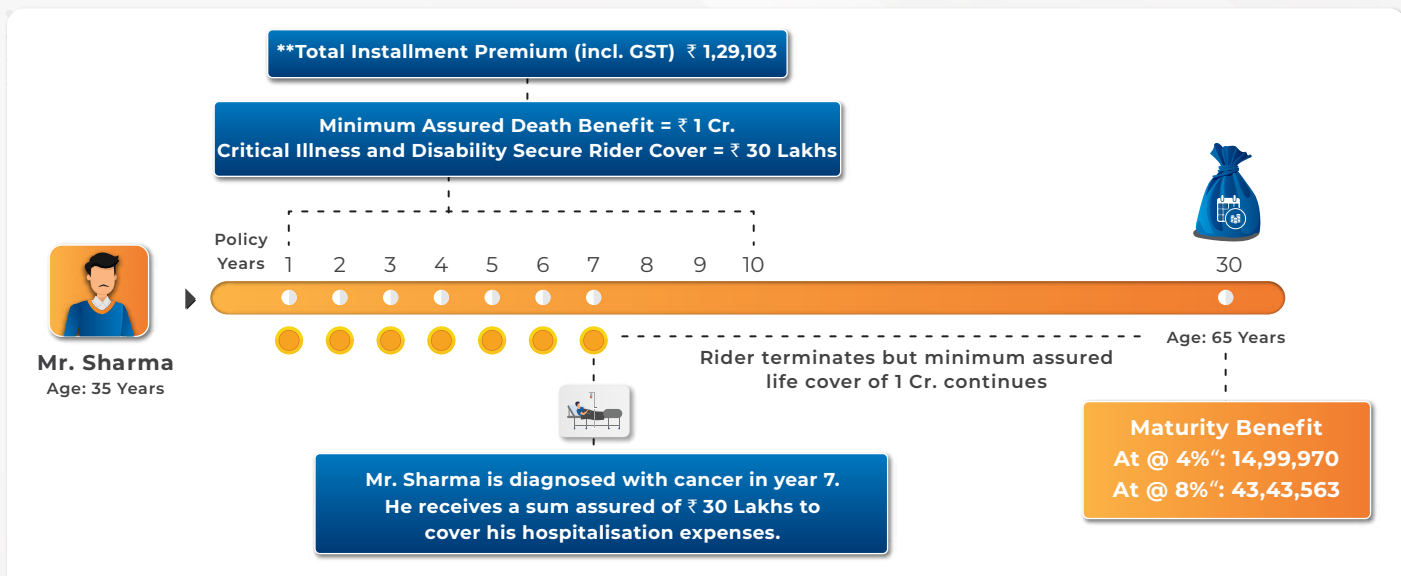 **Total Installment Premium (incl. GST) ₹ 1,29,103
Minimum Assured Death Benefit = ₹ 1 Cr.
Critical Illness and Disability Secure Rider Cover = ₹ 30 Lakhs
Policy
Years 1 2 3 4 5 6 7 8 9 10 30
Mr. Sharma
Age: 35 Years
Age: 65 Years
Rider terminates but minimum assured
life cover of 1 Cr. continues
Mr. Sharma is diagnosed with cancer in year 7.
He receives a sum assured of ₹ 30 Lakhs to
cover his hospitalisation expenses.
Maturity Benefit
At @ 4%“: 14,99,970
At @ 8%“: 43,43,563